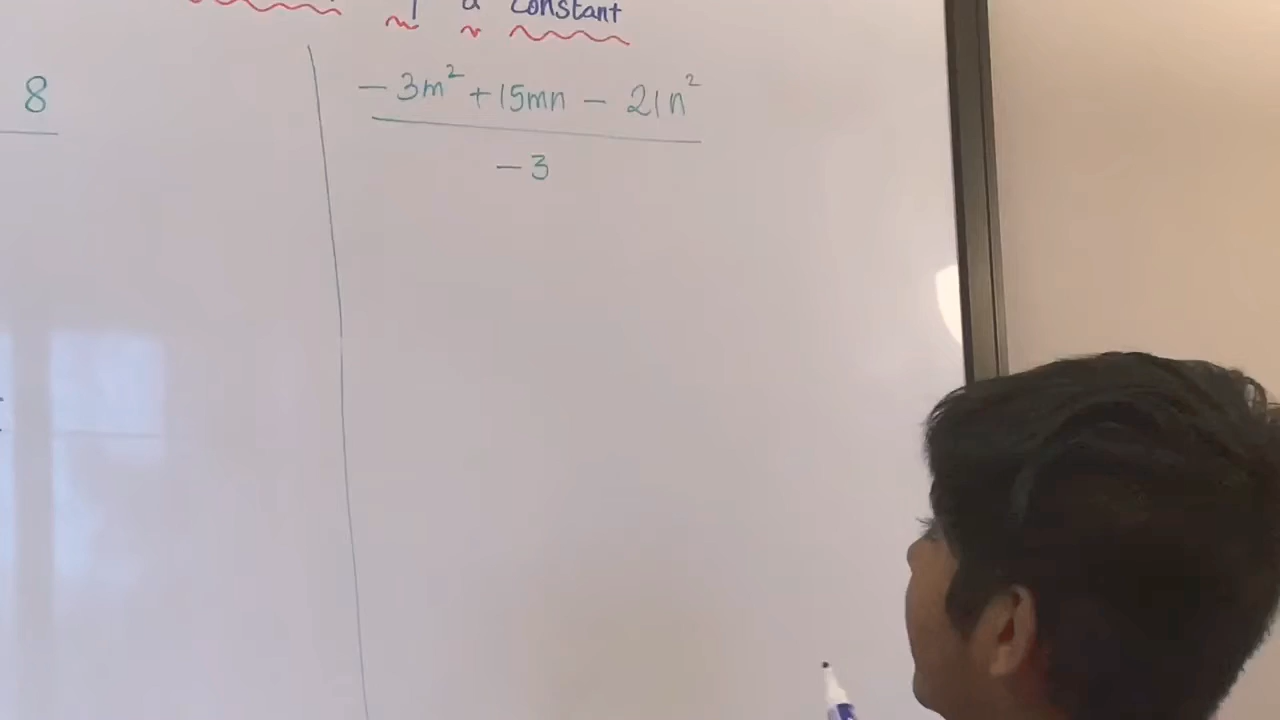 a constant
8
- 3m² + 15mn - 21n²
- 3